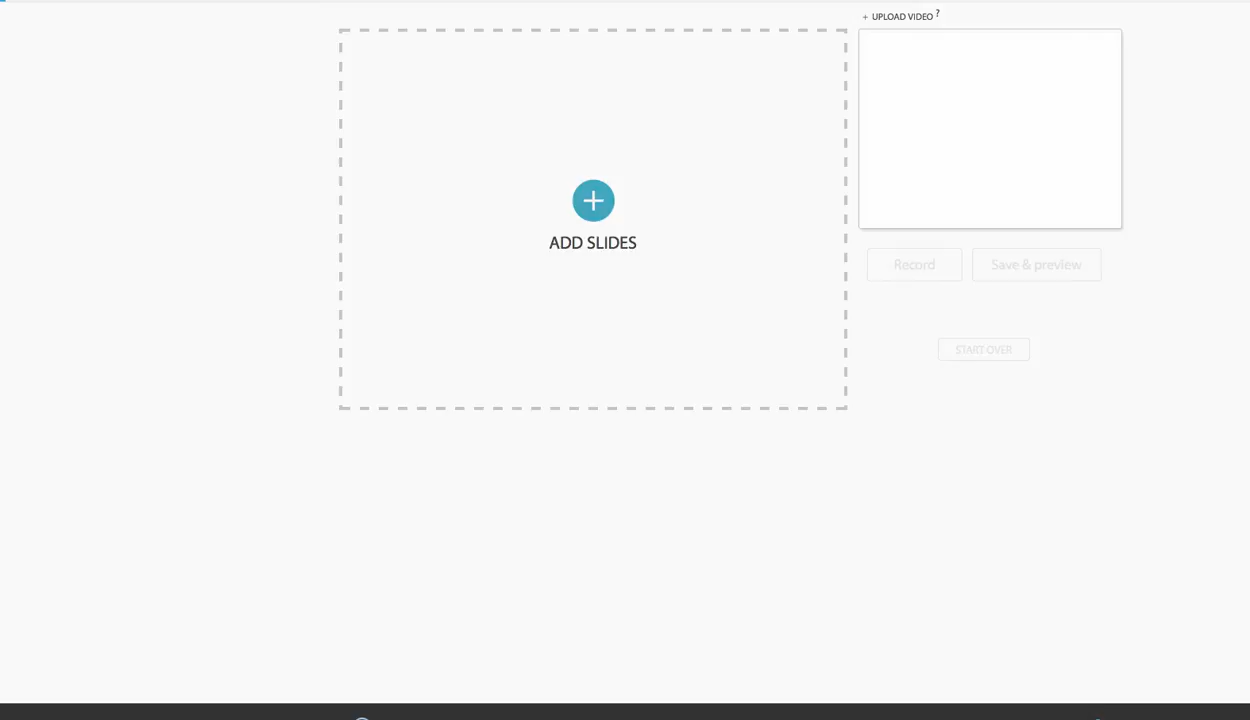 + UPLOAD VIDEO ?
ADD SLIDES
Record
Save & preview
START OVER